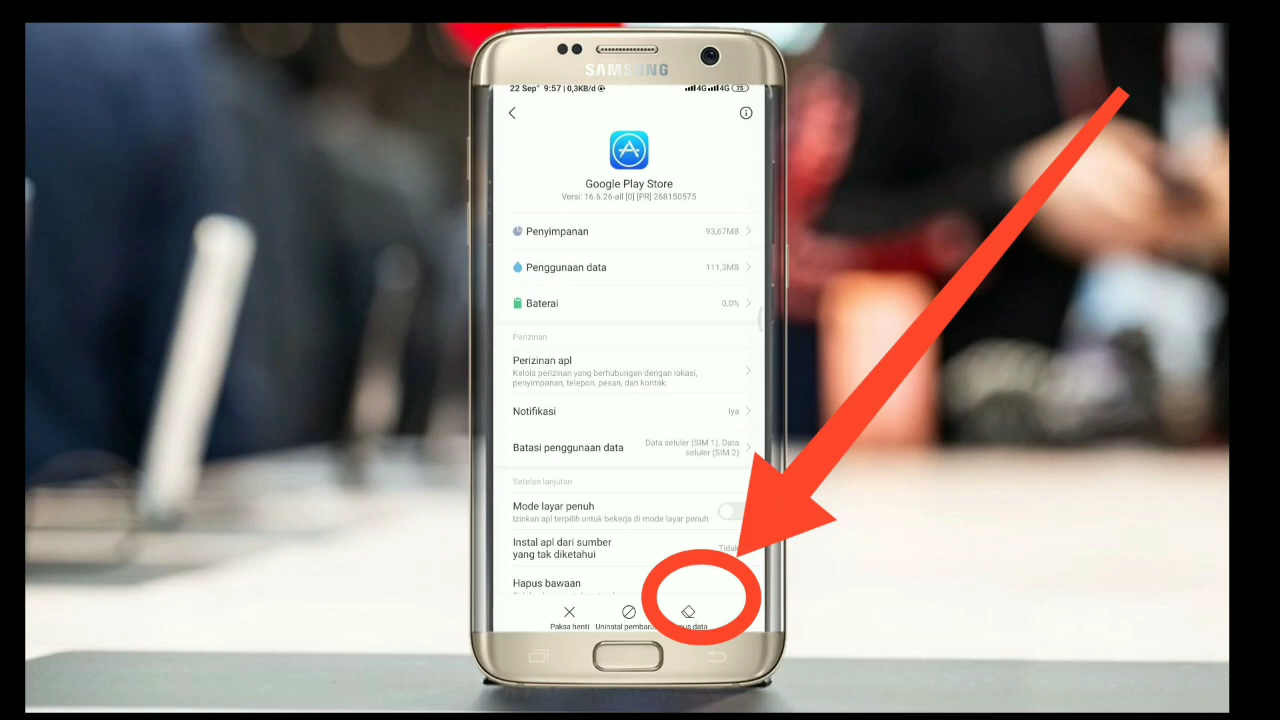 SAMSUNG
22 Sep° 9:57 | 0,3KB/d
4G 4G 73
Google Play Store
Versi: 16.6.26-all [0] [PR] 268150575
Penyimpanan 93,67MB
Penggunaan data 111,3MB
Baterai 0,0%
Perizinan
Perizinan apl
Kelola perizinan yang berhubungan dengan lokasi,
penyimpanan, telepon, pesan, dan kontak.
Notifikasi Iya
Batasi penggunaan data Data seluler (SIM 1), Data
seluler (SIM 2)
Setelan lanjutan
Mode layar penuh
Izinkan apl terpilih untuk bekerja di mode layar penuh
Instal apl dari sumber
yang tak diketahui Tidak
Hapus bawaan
Paksa henti Uninstal pembaru data